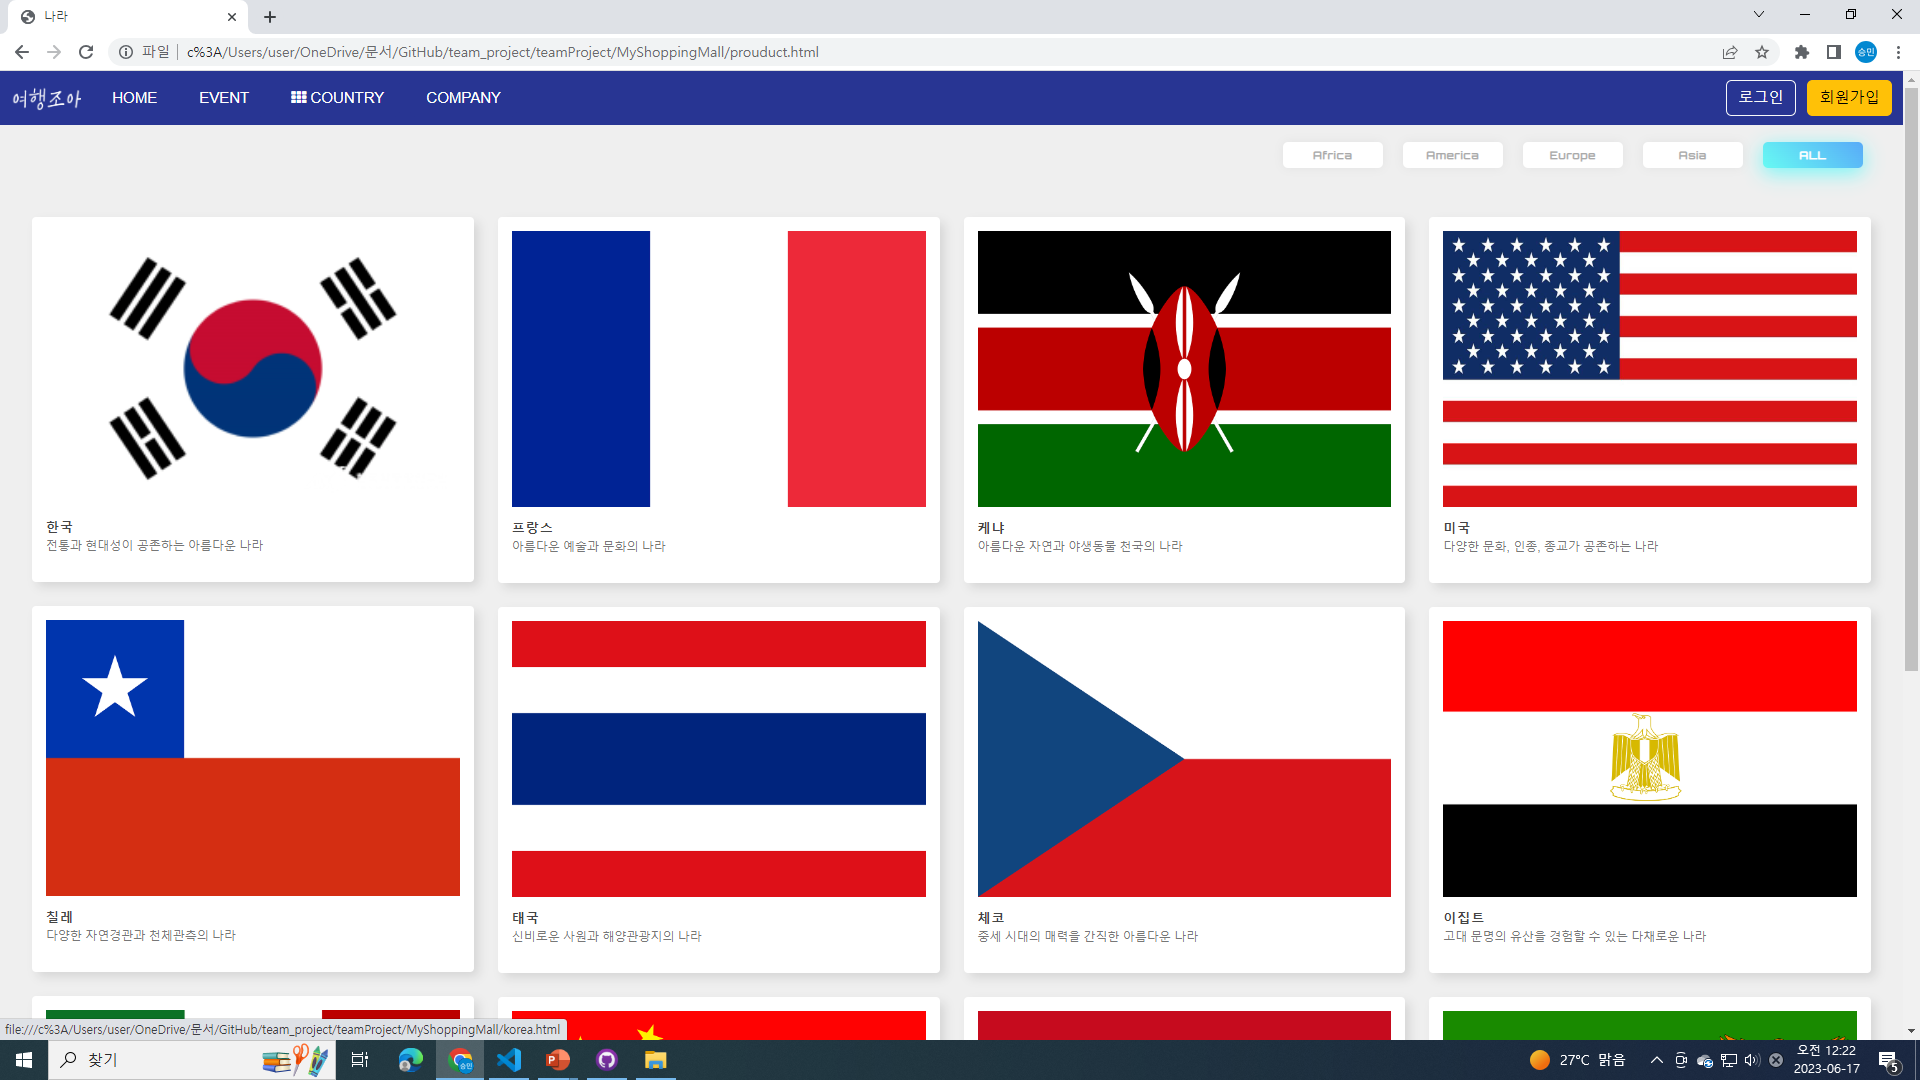 나라
파일
c%3A/Users/user/OneDrive/문서/GitHub/team_project/teamProject/MyShoppingMall/prouduct.html
승민
여행조아
HOME
EVENT
COUNTRY
COMPANY
로그인
회원가입
Africa
America
Europe
Asia
ALL
한국
전통과 현대성이 공존하는 아름다운 나라
프랑스
아름다운 예술과 문화의 나라
케냐
아름다운 자연과 야생동물 천국의 나라
미국
다양한 문화, 인종, 종교가 공존하는 나라
칠레
다양한 자연경관과 천체관측의 나라
태국
신비로운 사원과 해양관광지의 나라
체코
중세 시대의 매력을 간직한 아름다운 나라
이집트
고대 문명의 유산을 경험할 수 있는 다채로운 나라
file:///c%3A/Users/user/OneDrive/문서/GitHub/team_project/teamProject/MyShoppingMall/korea.html
찾기
승민
27°C 맑음
오전 12:22
2023-06-17
5